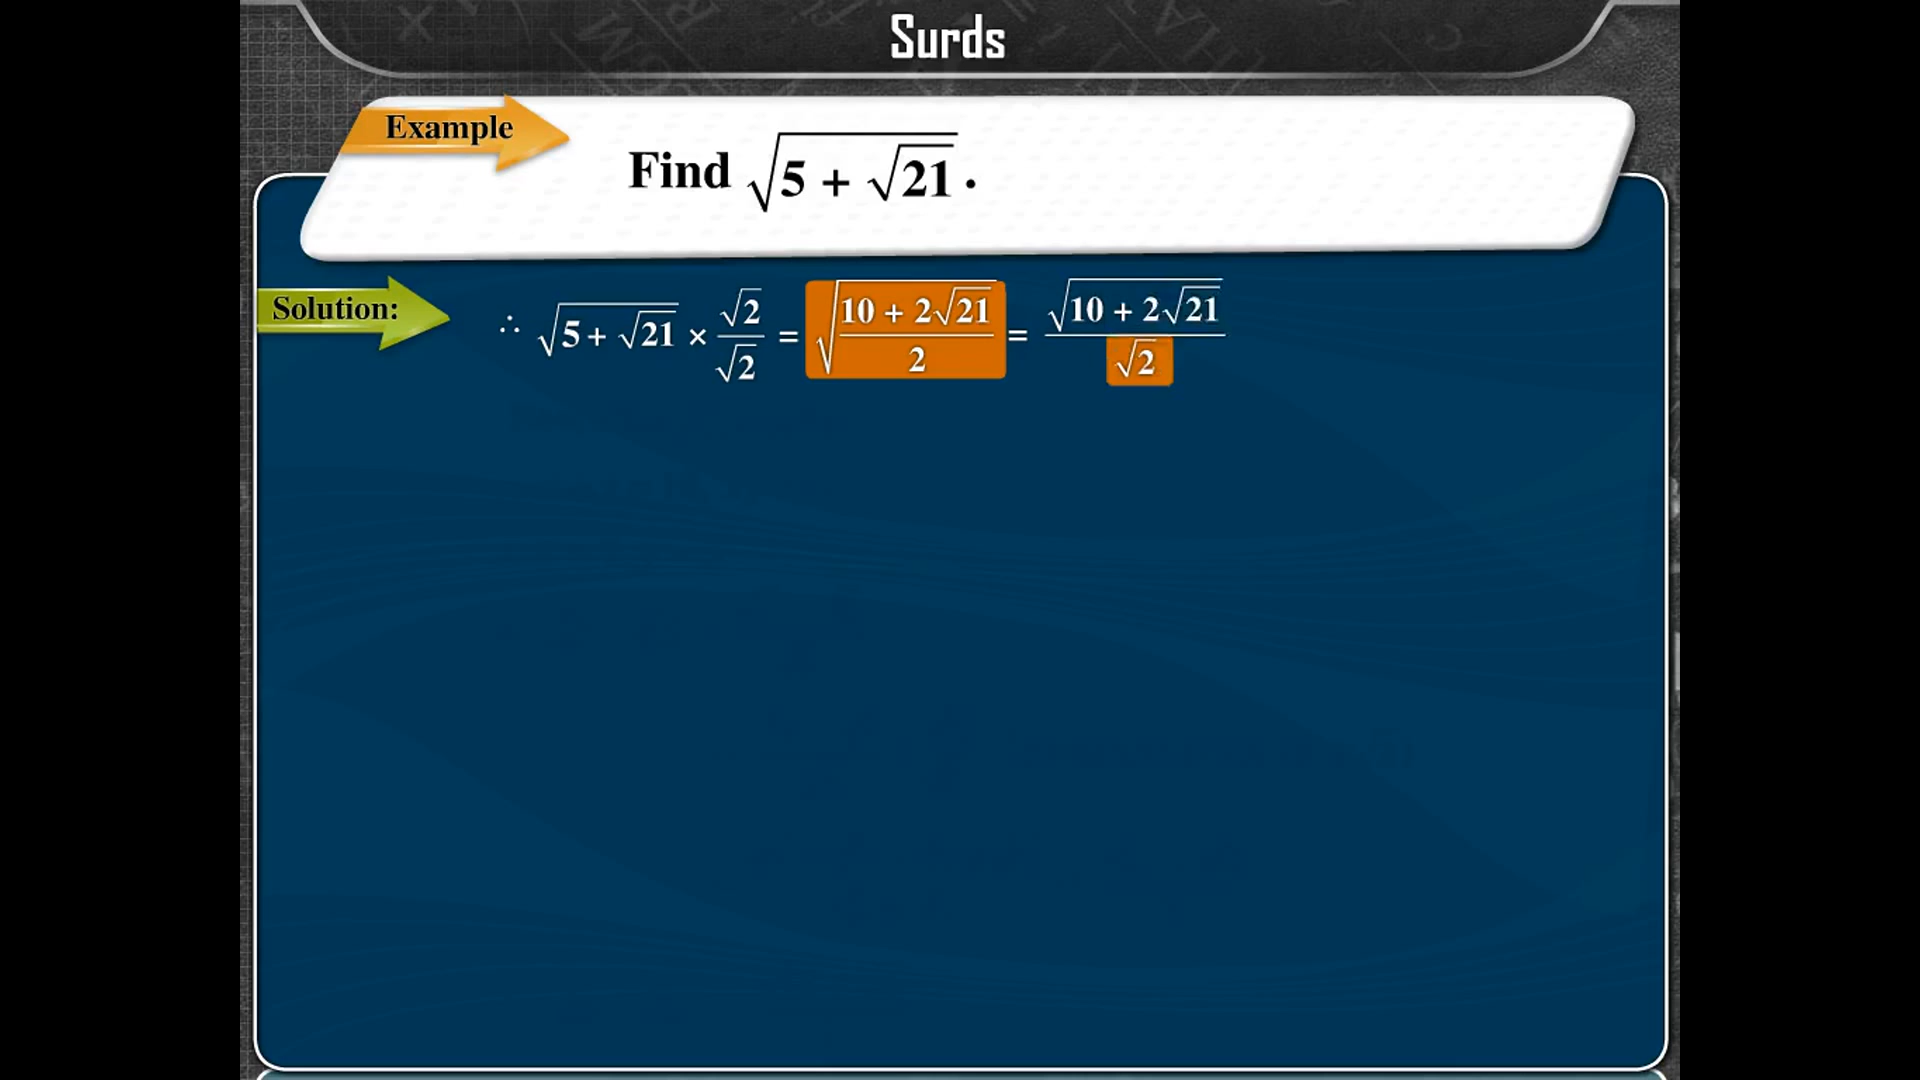 Surds
Example
Find √(5 + √21).
Solution:
∴ √(5 + √21) × √2/√2 = √((10 + 2√21)/2) = √(10 + 2√21)/√2